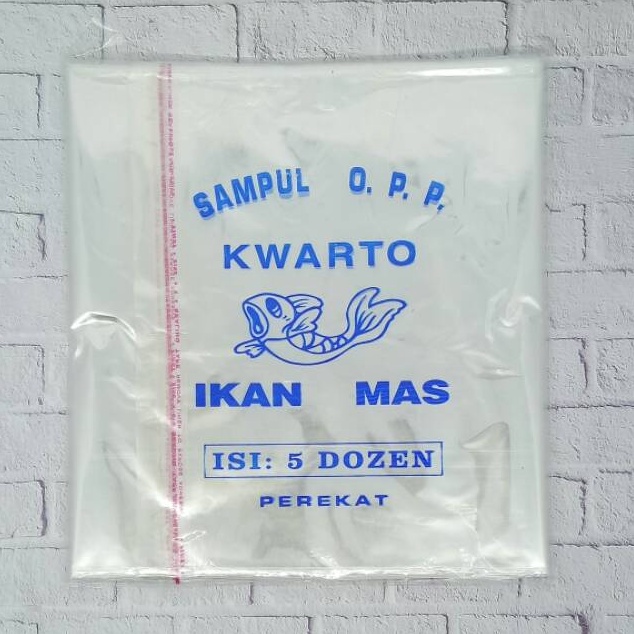 SAMPUL O. P. P.
KWARTO
IKAN MAS
ISI: 5 DOZEN
PEREKAT